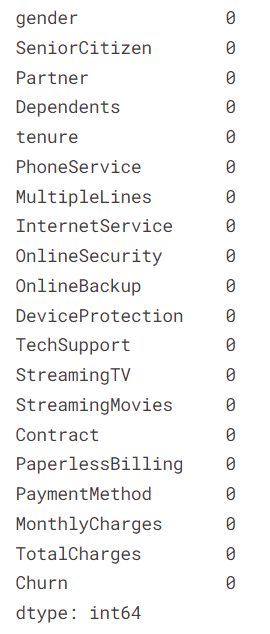 gender 0
SeniorCitizen 0
Partner 0
Dependents 0
tenure 0
PhoneService 0
MultipleLines 0
InternetService 0
OnlineSecurity 0
OnlineBackup 0
DeviceProtection 0
TechSupport 0
StreamingTV 0
StreamingMovies 0
Contract 0
PaperlessBilling 0
PaymentMethod 0
MonthlyCharges 0
TotalCharges 0
Churn 0
dtype: int64